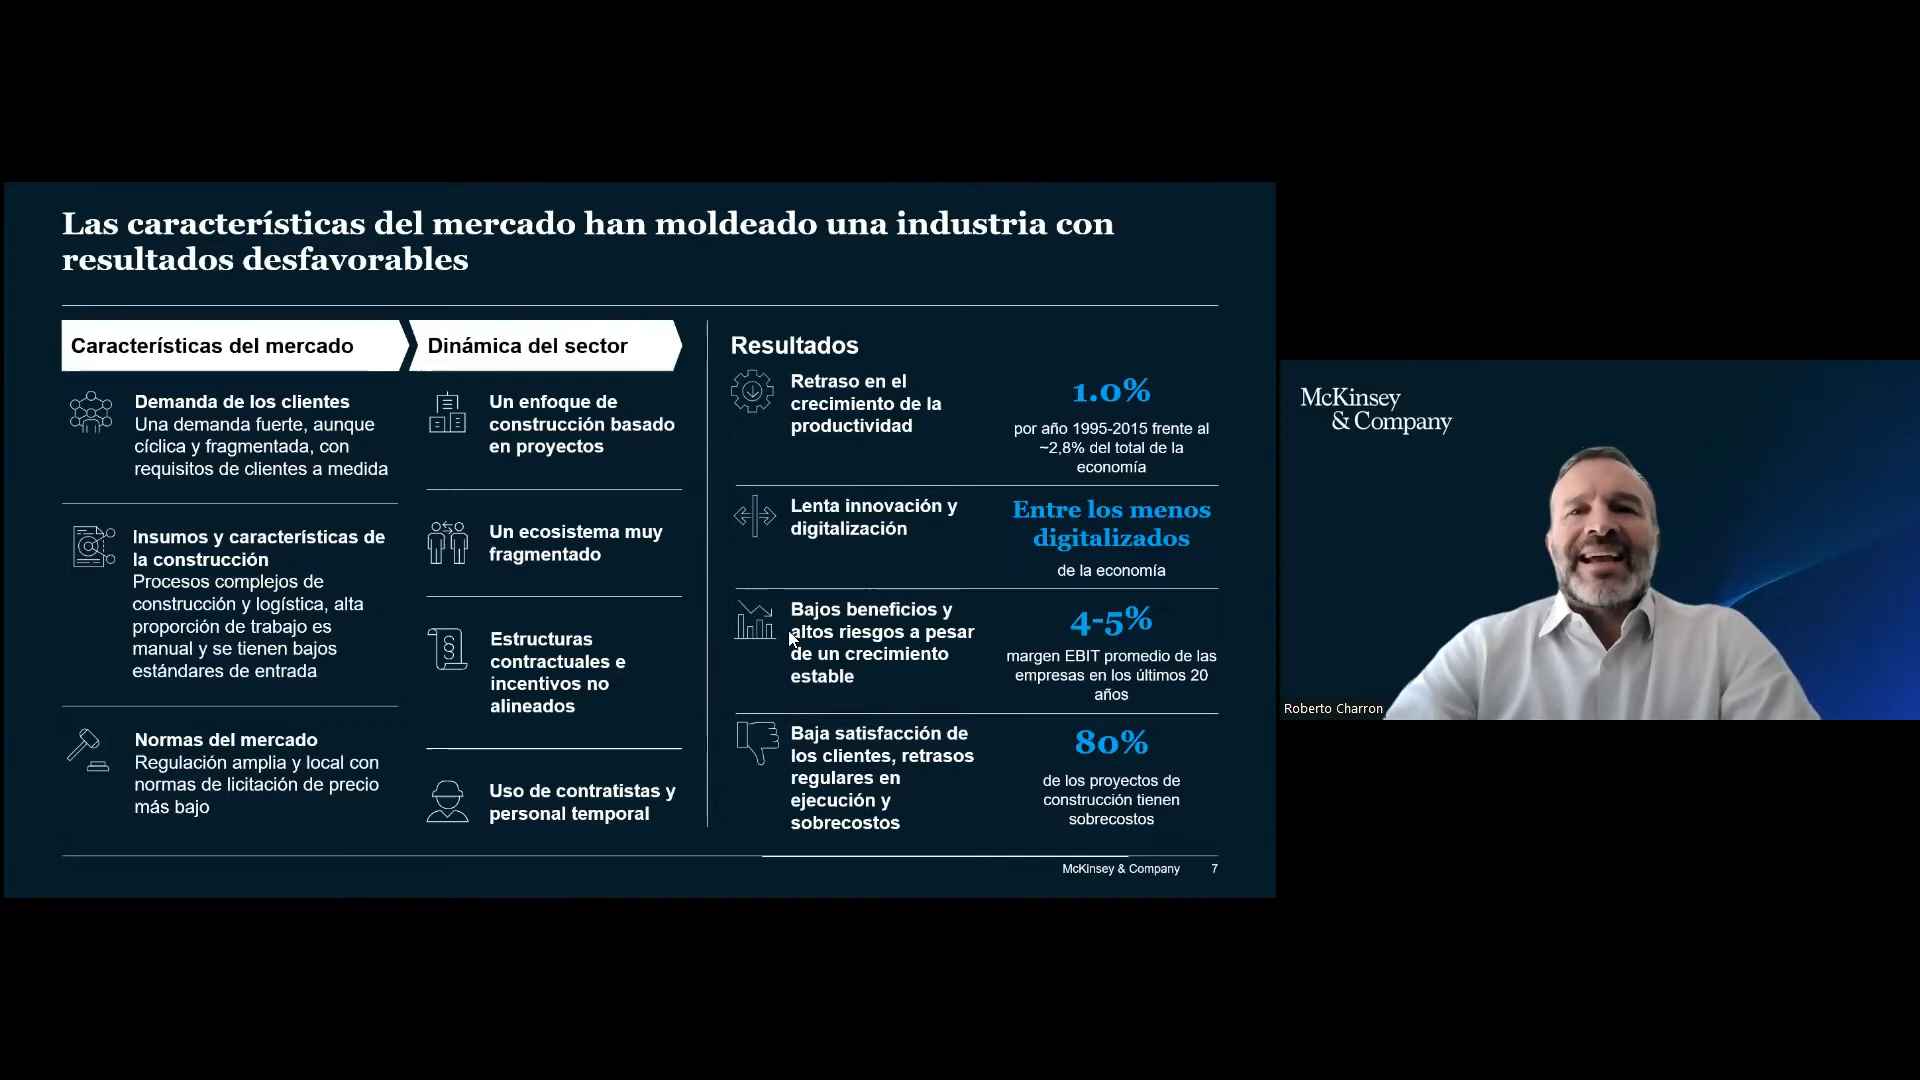 Las características del mercado han moldeado una industria con
resultados desfavorables
Características del mercado
Demanda de los clientes
Una demanda fuerte, aunque
cíclica y fragmentada, con
requisitos de clientes a medida
Insumos y características de
la construcción
Procesos complejos de
construcción y logística, alta
proporción de trabajo es
manual y se tienen bajos
estándares de entrada
Normas del mercado
Regulación amplia y local con
normas de licitación de precio
más bajo
Dinámica del sector
Un enfoque de
construcción basado
en proyectos
Un ecosistema muy
fragmentado
Estructuras
contractuales e
incentivos no
alineados
Uso de contratistas y
personal temporal
Resultados
Retraso en el
crecimiento de la
productividad
1.0%
por año 1995-2015 frente al
~2,8% del total de la
economía
Lenta innovación y
digitalización
Entre los menos
digitalizados
de la economía
Bajos beneficios y
altos riesgos a pesar
de un crecimiento
estable
4-5%
margen EBIT promedio de las
empresas en los últimos 20
años
Baja satisfacción de
los clientes, retrasos
regulares en
ejecución y
sobrecostos
80%
de los proyectos de
construcción tienen
sobrecostos
McKinsey & Company 7
McKinsey
& Company
Roberto Charron